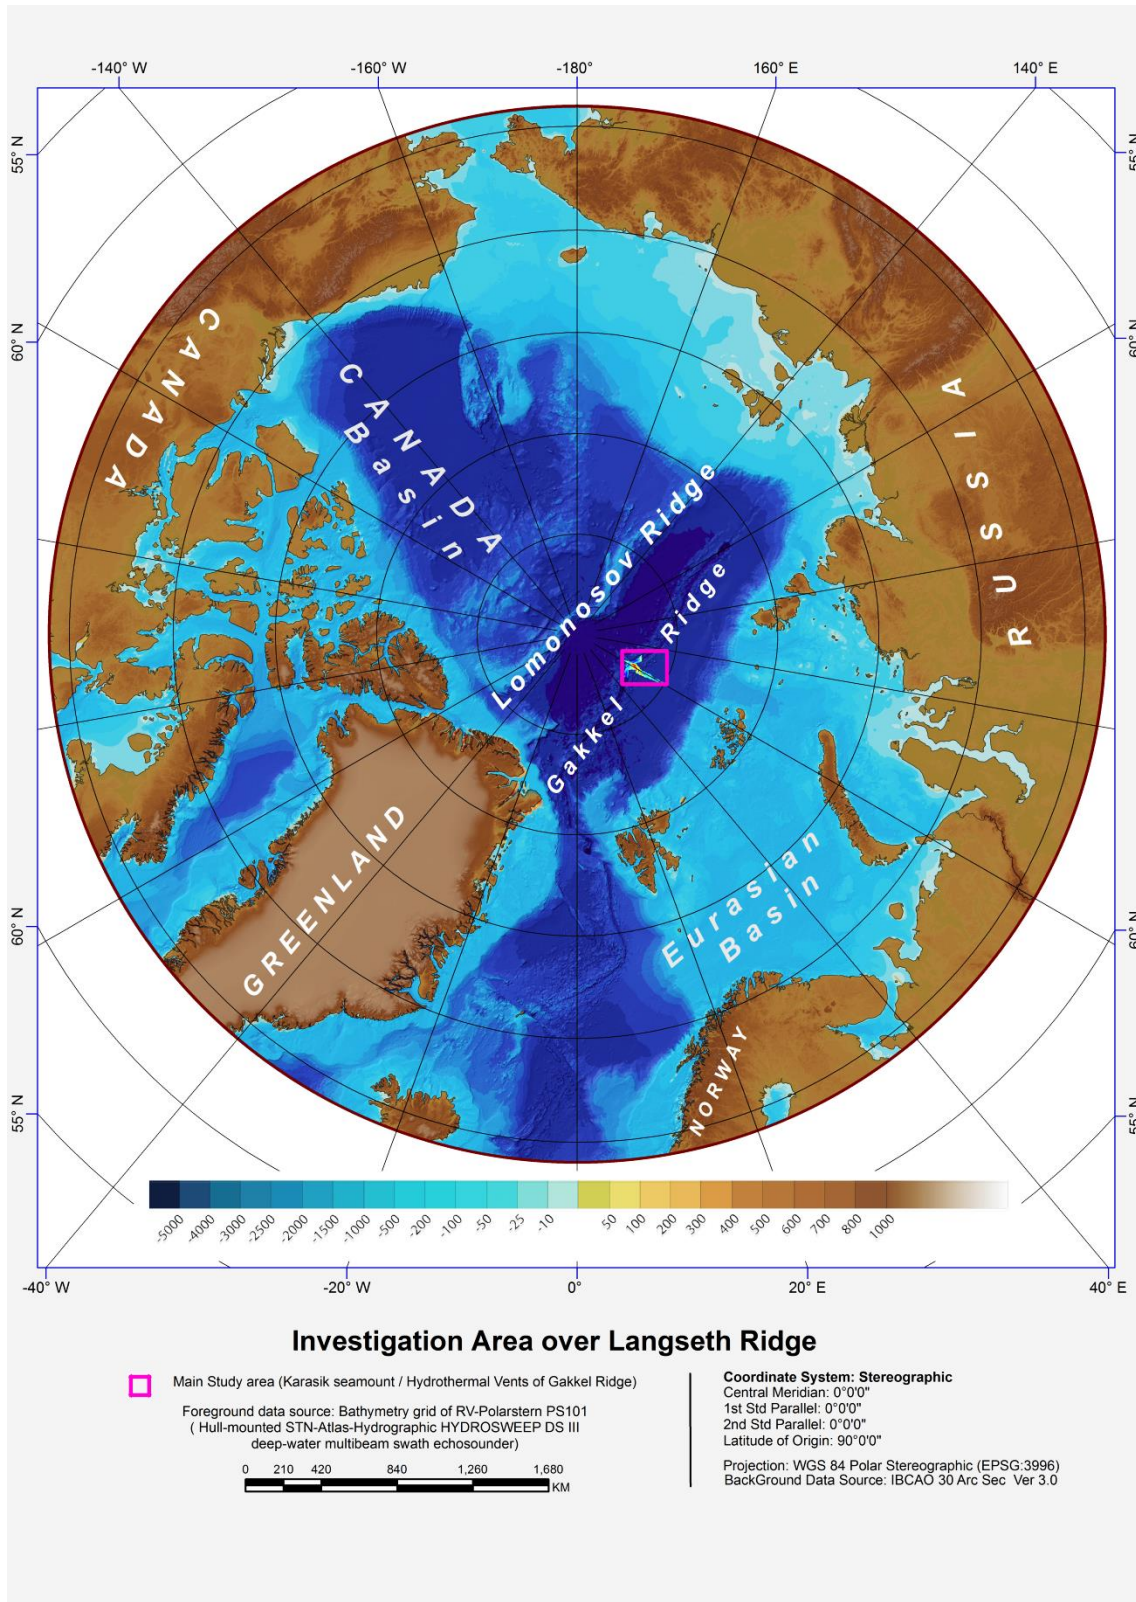 -140° W
-160° W
-180°
160° E
140° E
55° N
55° N
60° N
60° N
CANADA
CANADA
Basin
RUSSIA
Lomonosov Ridge
Gakkel Ridge
GREENLAND
Eurasian
Basin
NORWAY
60° N
60° N
55° N
55° N
-5000 -4000 -3000 -2500 -2000 -1500 -1000 -500 -200 -100 -50 -25 -10 50 100 200 300 400 500 600 700 800 1000
-40° W
-20° W
0°
20° E
40° E
Investigation Area over Langseth Ridge
Main Study area (Karasik seamount / Hydrothermal Vents of Gakkel Ridge)
Foreground data source: Bathymetry grid of RV-Polarstern PS101
( Hull-mounted STN-Atlas-Hydrographic HYDROSWEEP DS III
deep-water multibeam swath echosounder)
0 210 420 840 1,260 1,680
KM
Coordinate System: Stereographic
Central Meridian: 0°0'0"
1st Std Parallel: 0°0'0"
2nd Std Parallel: 0°0'0"
Latitude of Origin: 90°0'0"
Projection: WGS 84 Polar Stereographic (EPSG:3996)
BackGround Data Source: IBCAO 30 Arc Sec Ver 3.0